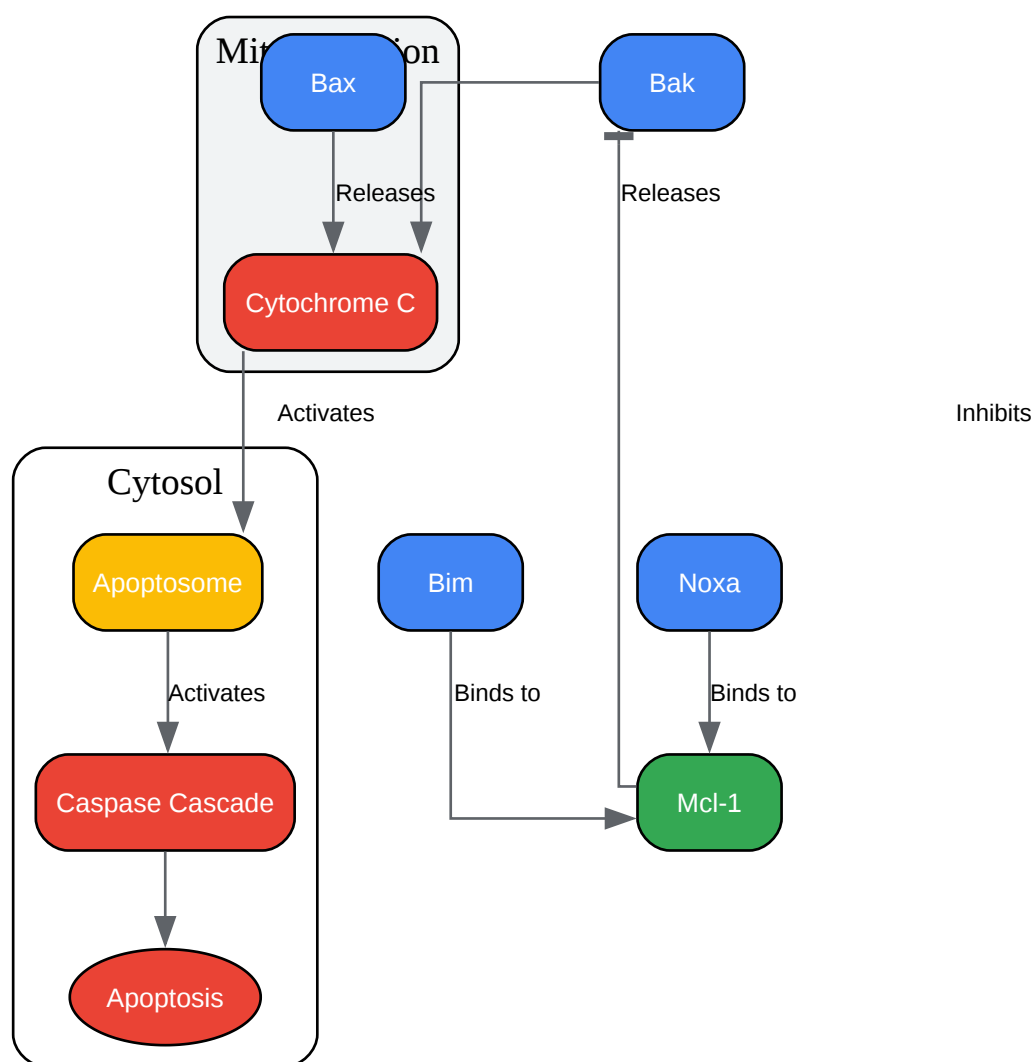 Bax
Bak
Releases
Releases
Cytochrome C
Activates
Inhibits
Cytosol
Apoptosome
Bim
Noxa
Activates
Binds to
Binds to
Caspase Cascade
Mcl-1
Apoptosis